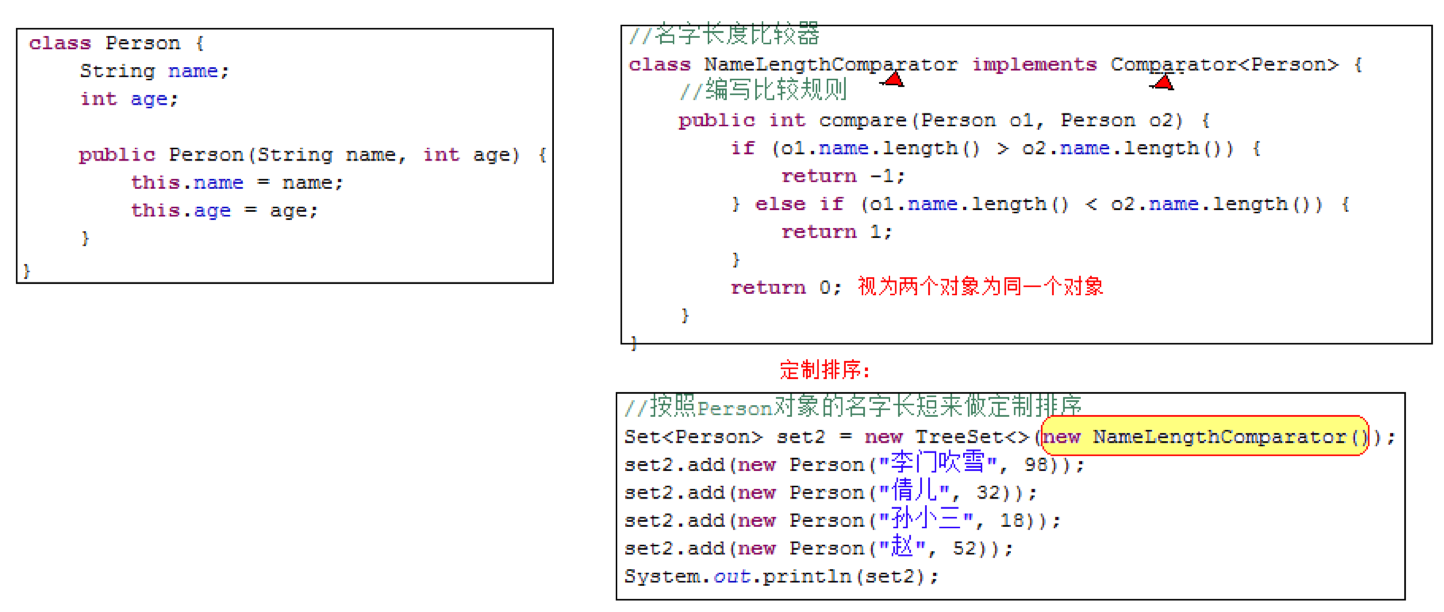 class Person {
String name;
int age;
public Person(String name, int age) {
this.name = name;
this.age = age;
}
}
//名字长度比较器
class NameLengthComparator implements Comparator<Person> {
//编写比较规则
public int compare(Person o1, Person o2) {
if (o1.name.length() > o2.name.length()) {
return -1;
} else if (o1.name.length() < o2.name.length()) {
return 1;
}
return 0; 视为两个对象为同一个对象
}
}
定制排序:
//按照Person对象的名字长短来做定制排序
Set<Person> set2 = new TreeSet<>(new NameLengthComparator());
set2.add(new Person("李门吹雪", 98));
set2.add(new Person("倩儿", 32));
set2.add(new Person("孙小三", 18));
set2.add(new Person("赵", 52));
System.out.println(set2);